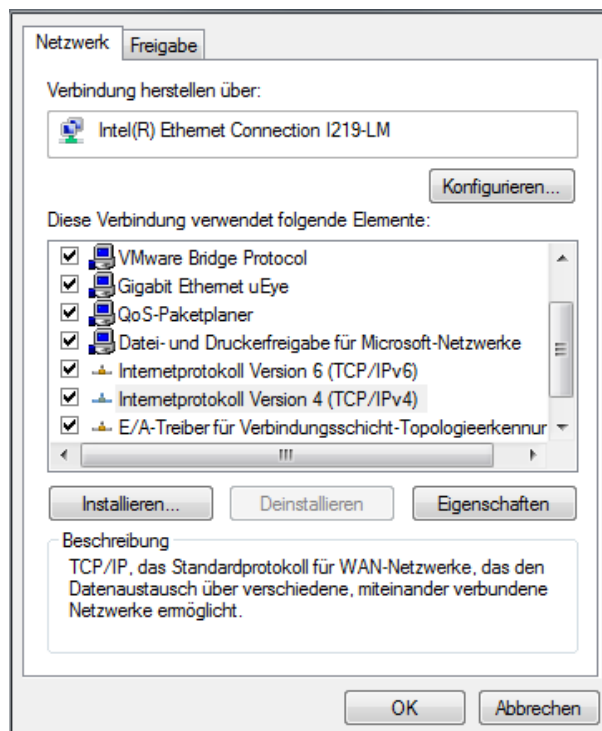 Netzwerk Freigabe
Verbindung herstellen über:
Intel(R) Ethernet Connection I219-LM
Konfigurieren...
Diese Verbindung verwendet folgende Elemente:
VMware Bridge Protocol
Gigabit Ethernet uEye
QoS-Paketplaner
Datei- und Druckerfreigabe für Microsoft-Netzwerke
Internetprotokoll Version 6 (TCP/IPv6)
Internetprotokoll Version 4 (TCP/IPv4)
E/A-Treiber für Verbindungsschicht-Topologieerkennur
Installieren... Deinstallieren Eigenschaften
Beschreibung
TCP/IP, das Standardprotokoll für WAN-Netzwerke, das den
Datenaustausch über verschiedene, miteinander verbundene
Netzwerke ermöglicht.
OK Abbrechen